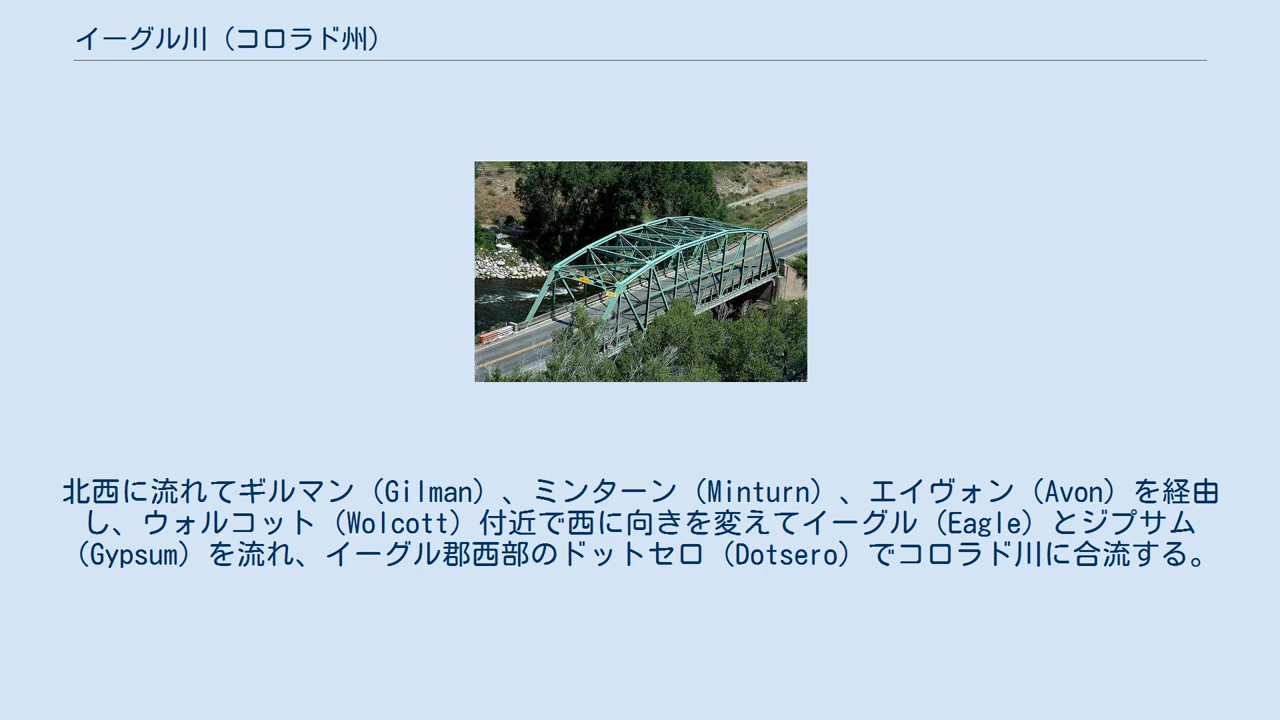 イーグル川（コロラド州）
北西に流れてギルマン（Gilman）、ミンターン（Minturn）、エイヴォン（Avon）を経由
し、ウォルコット（Wolcott）付近で西に向きを変えてイーグル（Eagle）とジプサム
（Gypsum）を流れ、イーグル郡西部のドットセロ（Dotsero）でコロラド川に合流する。